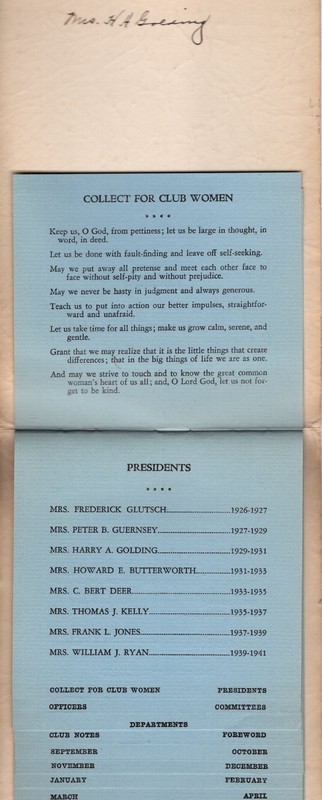 Mrs. H A Golding
COLLECT FOR CLUB WOMEN
* * * *
Keep us, O God, from pettiness; let us be large in thought, in
word, in deed.
Let us be done with fault-finding and leave off self-seeking.
May we put away all pretense and meet each other face to
face without self-pity and without prejudice.
May we never be hasty in judgment and always generous.
Teach us to put into action our better impulses, straightfor-
ward and unafraid.
Let us take time for all things; make us grow calm, serene, and
gentle.
Grant that we may realize that it is the little things that create
differences; that in the big things of life we are as one.
And may we strive to touch and to know the great common
woman's heart of us all; and, O Lord God, let us not for-
get to be kind.
PRESIDENTS
* * * *
MRS. FREDERICK GLUTSCH 1926-1927
MRS. PETER B. GUERNSEY 1927-1929
MRS. HARRY A. GOLDING 1929-1931
MRS. HOWARD E. BUTTERWORTH 1931-1933
MRS. C. BERT DEER 1933-1935
MRS. THOMAS J. KELLY 1935-1937
MRS. FRANK L. JONES 1937-1939
MRS. WILLIAM J. RYAN 1939-1941
COLLECT FOR CLUB WOMEN PRESIDENTS
OFFICERS COMMITTEES
DEPARTMENTS
CLUB NOTES FOREWORD
SEPTEMBER OCTOBER
NOVEMBER DECEMBER
JANUARY FEBRUARY
MARCH APRIL